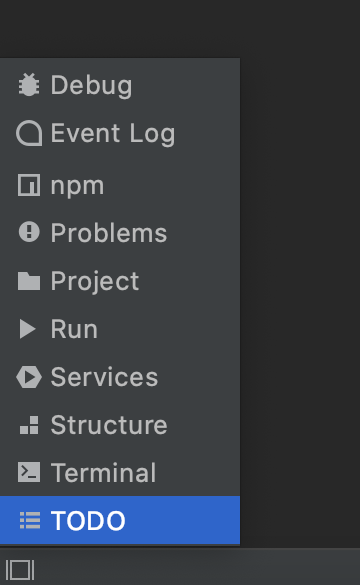 Debug
Event Log
npm
Problems
Project
Run
Services
Structure
Terminal
TODO